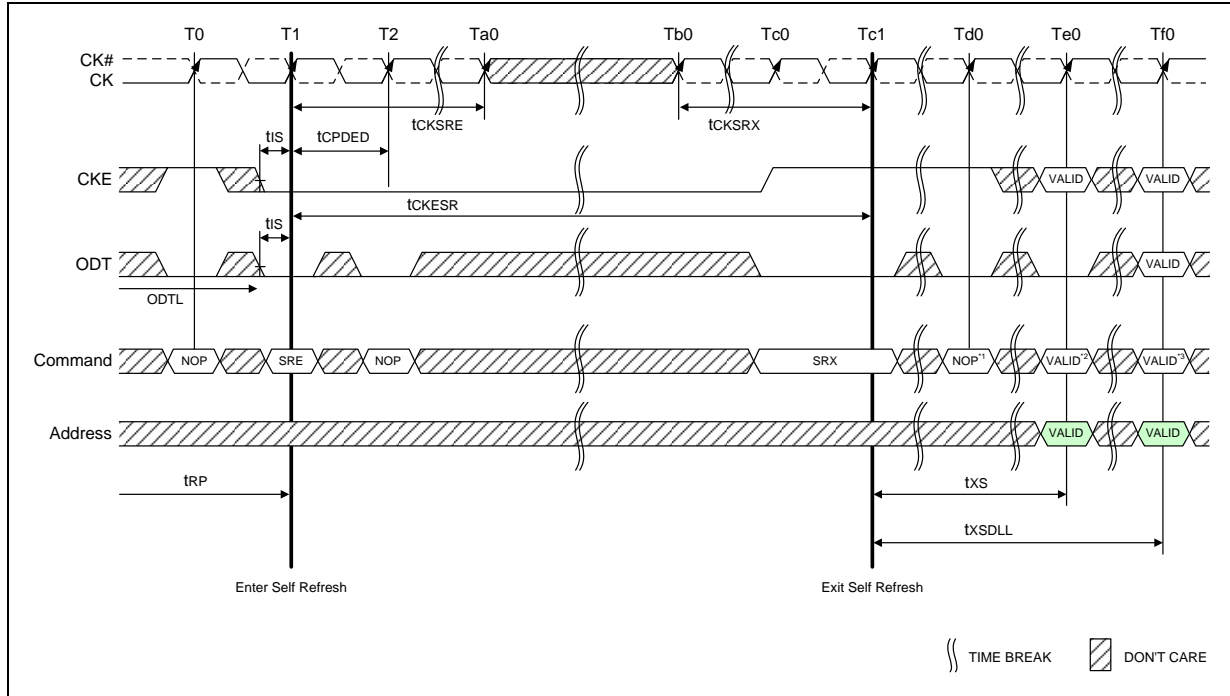 T0 T1 T2 Ta0 Tb0 Tc0 Tc1 Td0 Te0 Tf0
CK#
CK
tCKSRE tCKSRX
tIS tCPDED
CKE VALID VALID
tCKESR
tIS
ODT VALID
ODTL
Command NOP SRE NOP SRX NOP*1 VALID*2 VALID*3
Address VALID VALID
tRP tXS
tXSDLL
Enter Self Refresh Exit Self Refresh
TIME BREAK DON'T CARE